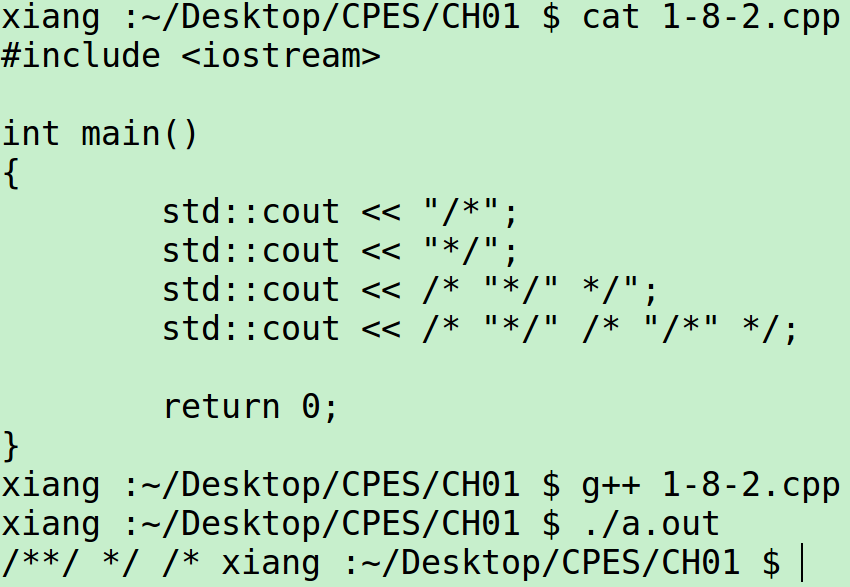 xiang :~/Desktop/CPES/CH01 $ cat 1-8-2.cpp
#include <iostream>
int main()
{
        std::cout << "/*";
        std::cout << "*/";
        std::cout << /* "*/" */";
        std::cout << /* "*/" /* "/*" */;
        return 0;
}
xiang :~/Desktop/CPES/CH01 $ g++ 1-8-2.cpp
xiang :~/Desktop/CPES/CH01 $ ./a.out
/**/ */ /* xiang :~/Desktop/CPES/CH01 $